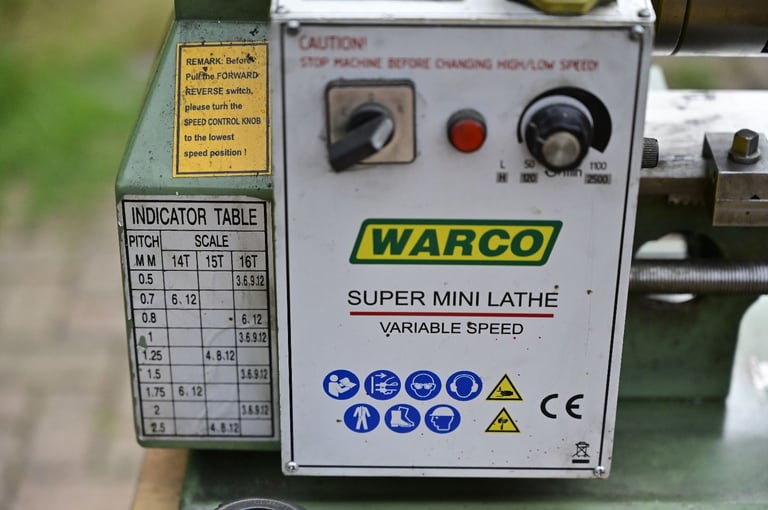 CAUTION!
STOP MACHINE BEFORE CHANGING HIGH/LOW SPEED!
REMARK: Before
Pull the FORWARD
REVERSE switch,
please turn the
SPEED CONTROL KNOB
to the lowest
speed position !
L 50 1100
H 120 2500
INDICATOR TABLE
PITCH SCALE
M M 14T 15T 16T
0.5 3.6.9.12
0.7 6.12
0.8 6.12
1 3.6.9.12
1.25 4.8.12
1.5 3.6.9.12
1.75 6.12
2 3.6.9.12
2.5 4.8.12
WARCO
SUPER MINI LATHE
VARIABLE SPEED
CE